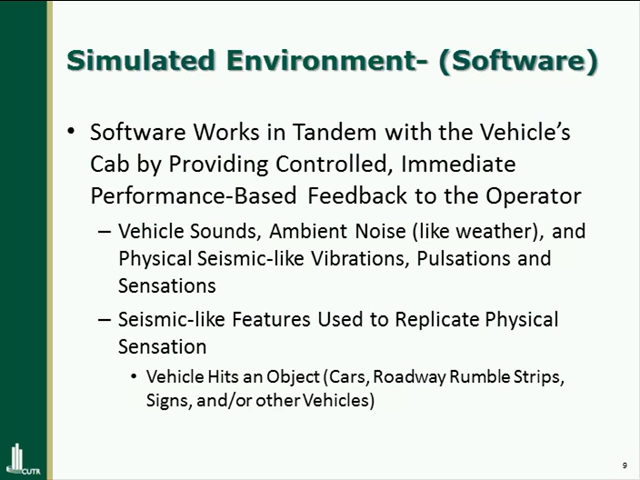 Simulated Environment- (Software)
• Software Works in Tandem with the Vehicle's
Cab by Providing Controlled, Immediate
Performance-Based Feedback to the Operator
– Vehicle Sounds, Ambient Noise (like weather), and
Physical Seismic-like Vibrations, Pulsations and
Sensations
– Seismic-like Features Used to Replicate Physical
Sensation
• Vehicle Hits an Object (Cars, Roadway Rumble Strips,
Signs, and/or other Vehicles)
CUTR
9